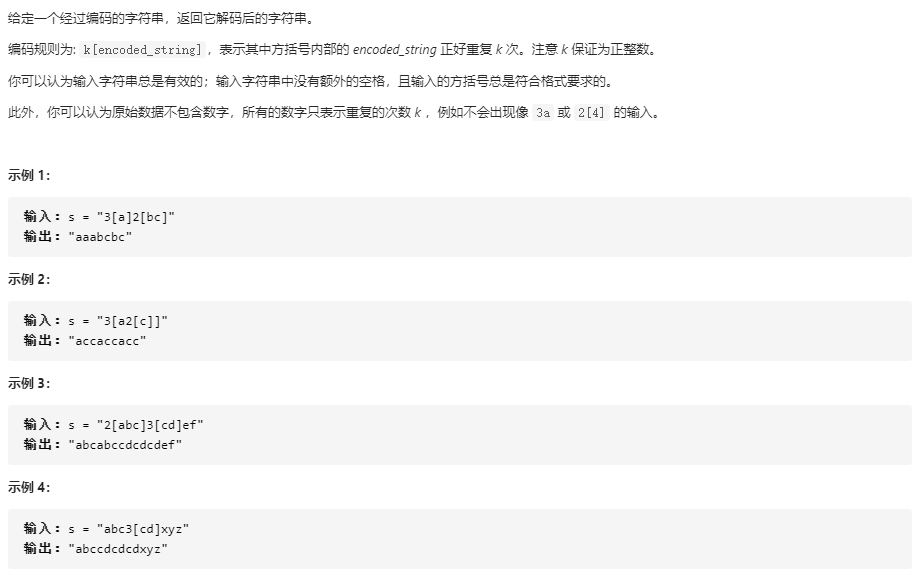 给定一个经过编码的字符串，返回它解码后的字符串。
编码规则为: k[encoded_string]，表示其中方括号内部的 encoded_string 正好重复 k 次。注意 k 保证为正整数。
你可以认为输入字符串总是有效的；输入字符串中没有额外的空格，且输入的方括号总是符合格式要求的。
此外，你可以认为原始数据不包含数字，所有的数字只表示重复的次数 k ，例如不会出现像 3a 或 2[4] 的输入。
示例 1：
输入：s = "3[a]2[bc]"
输出："aaabcbc"
示例 2：
输入：s = "3[a2[c]]"
输出："accaccacc"
示例 3：
输入：s = "2[abc]3[cd]ef"
输出："abcabccdcdcdef"
示例 4：
输入：s = "abc3[cd]xyz"
输出："abccdcdcdxyz"